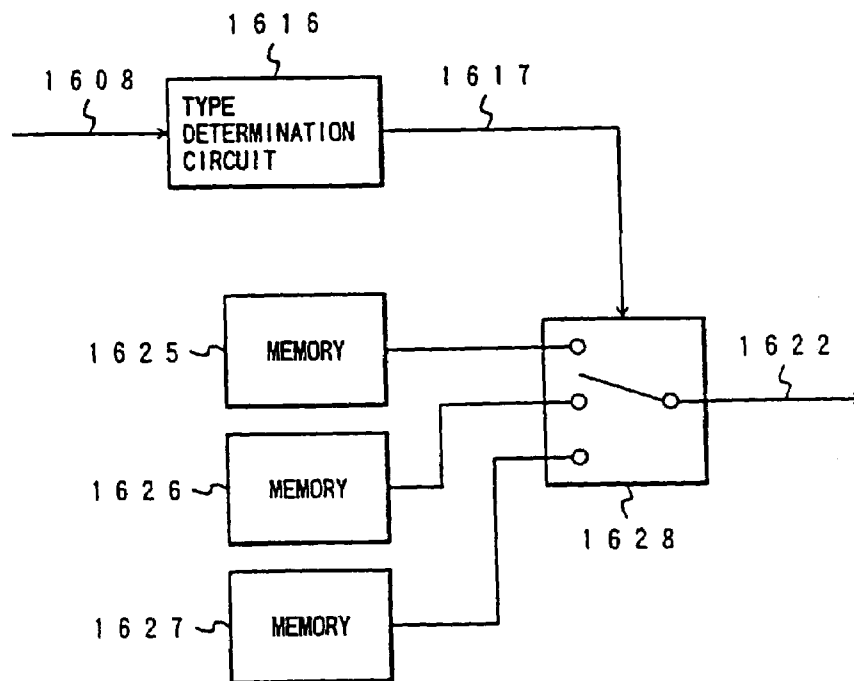 1616
1608
1617
TYPE
DETERMINATION
CIRCUIT
1625
MEMORY
1622
1626
MEMORY
1628
1627
MEMORY